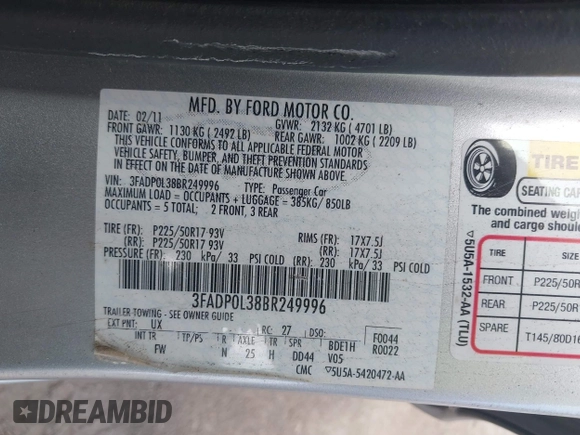 MFD. BY FORD MOTOR CO.
DATE: 02/11 GVWR: 2132 KG ( 4701 LB)
FRONT GAWR: 1130 KG ( 2492 LB) REAR GAWR: 1002 KG ( 2209 LB)
THIS VEHICLE CONFORMS TO ALL APPLICABLE FEDERAL MOTOR
VEHICLE SAFETY, BUMPER, AND THEFT PREVENTION STANDARDS
IN EFFECT ON THE DATE OF MANUFACTURE SHOWN ABOVE.
VIN: 3FADP0L38BR249996 TYPE: Passenger Car
MAXIMUM LOAD = OCCUPANTS + LUGGAGE = 385KG/ 850LB
OCCUPANTS = 5 TOTAL; 2 FRONT, 3 REAR
TIRE (FR): P225/50R17 93V RIMS (FR): 17X7.5J
(RR): P225/50R17 93V (RR): 17X7.5J
PRESSURE (FR): 230 kPa/ 33 PSI COLD (RR): 230 kPa/ 33 PSI COLD
3FADP0L38BR249996
TRAILER TOWING - SEE OWNER GUIDE
EXT PNT: UX RC: 27 DSO: F0044
INT TR TP/PS R AXLE TR SPR BDE1H R0022
FW N 25 H DD44 V05
CMC ▽5U5A-5420472-AA
TIRE
SEATING CAP
The combined weig
and cargo shou
▽5U5A-1532-AA (TLU)
TIRE SIZE
FRONT P225/50R
REAR P225/50R
SPARE T145/80D16
DREAMBID